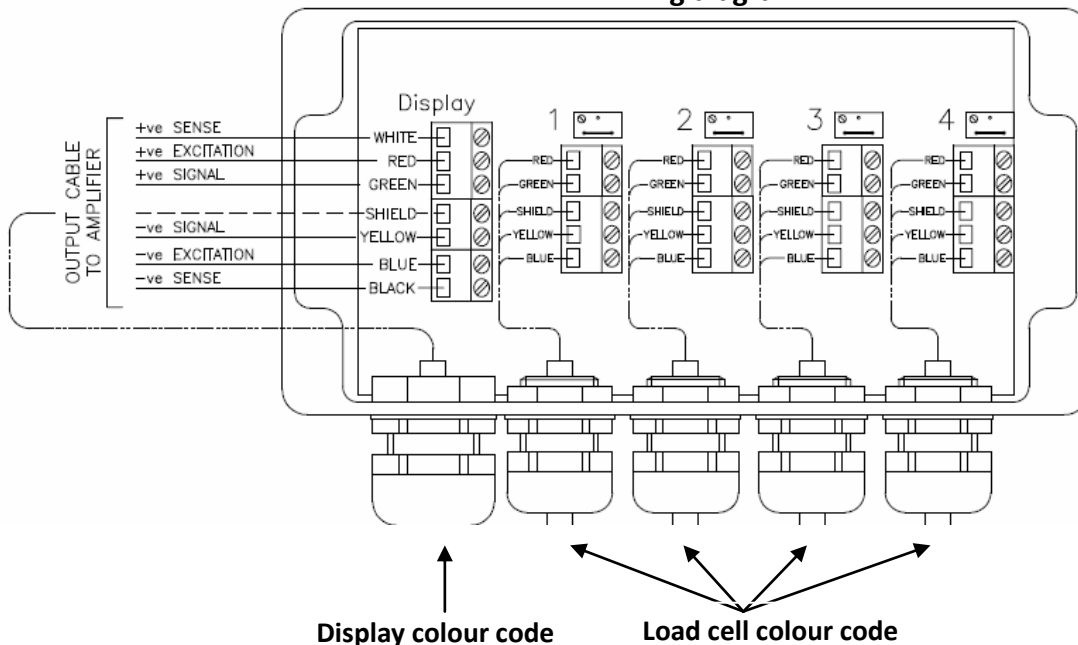 Display
1
2
3
4
OUTPUT CABLE
TO AMPLIFIER
+ve SENSE
+ve EXCITATION
+ve SIGNAL
-ve SIGNAL
-ve EXCITATION
-ve SENSE
WHITE
RED
GREEN
SHIELD
YELLOW
BLUE
BLACK
RED
GREEN
SHIELD
YELLOW
BLUE
RED
GREEN
SHIELD
YELLOW
BLUE
RED
GREEN
SHIELD
YELLOW
BLUE
RED
GREEN
SHIELD
YELLOW
BLUE
Display colour code
Load cell colour code